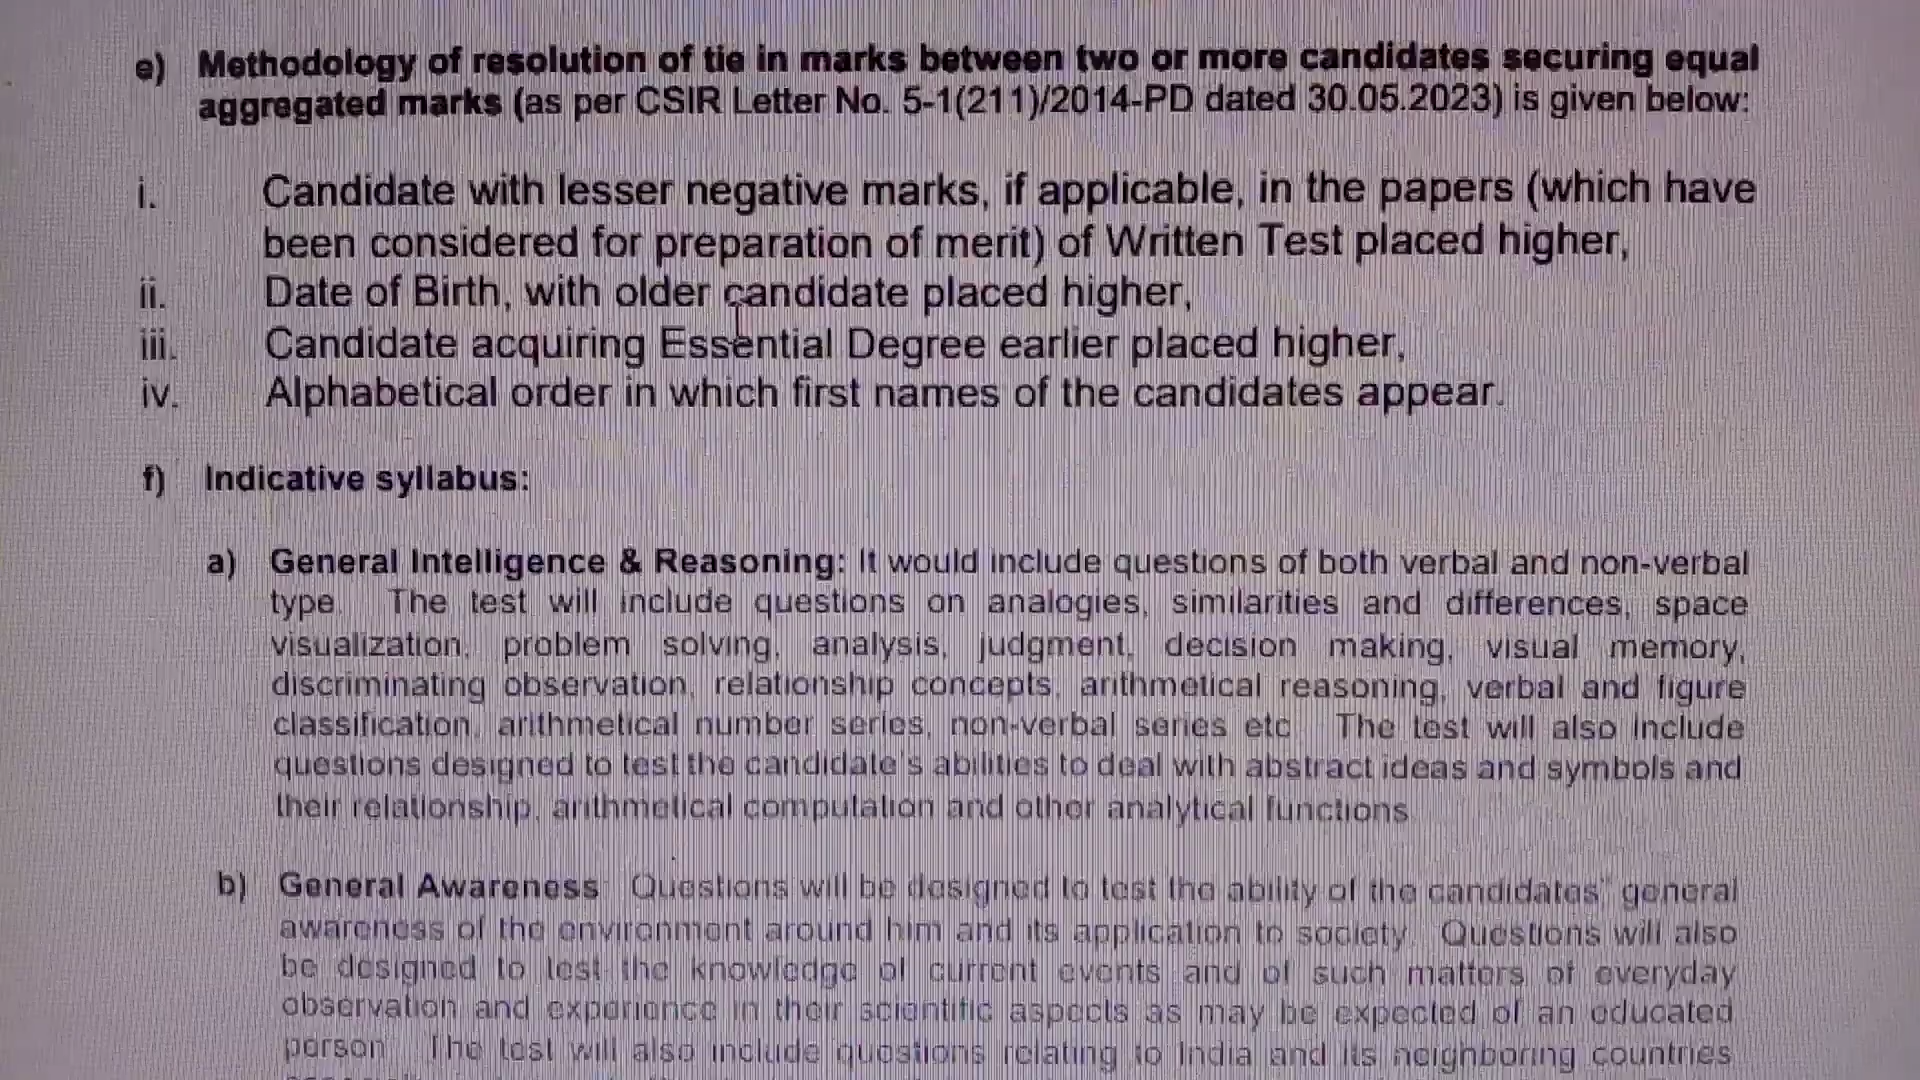 e) Methodology of resolution of tie in marks between two or more candidates securing equal
aggregated marks (as per CSIR Letter No. 5-1(211)/2014-PD dated 30.05.2023) is given below:
i. Candidate with lesser negative marks, if applicable, in the papers (which have
been considered for preparation of merit) of Written Test placed higher,
ii. Date of Birth, with older candidate placed higher,
iii. Candidate acquiring Essential Degree earlier placed higher,
iv. Alphabetical order in which first names of the candidates appear.
f) Indicative syllabus:
a) General Intelligence & Reasoning: It would include questions of both verbal and non-verbal
type. The test will include questions on analogies, similarities and differences, space
visualization, problem solving, analysis, judgment, decision making, visual memory,
discriminating observation, relationship concepts, arithmetical reasoning, verbal and figure
classification, arithmetical number series, non-verbal series etc The test will also include
questions designed to test the candidate's abilities to deal with abstract ideas and symbols and
their relationship, arithmetical computation and other analytical functions
b) General Awareness Questions will be designed to test the ability of the candidates" general
awareness of the environment around him and its application to society. Questions will also
be designed to test the knowledge of current events and of such matters of everyday
observation and experience in their scientific aspects as may be expected of an educated
person The test will also include questions relating to India and its neighboring countries